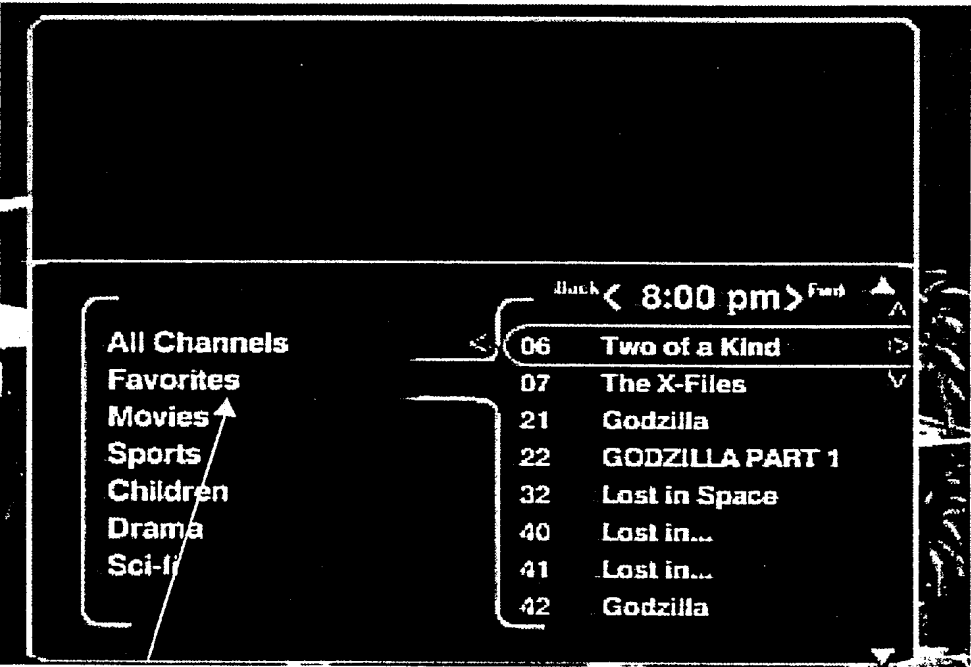 Back < 8:00 pm > Fwd
All Channels
Favorites
Movies
Sports
Children
Drama
Sci-fi
06 Two of a Kind
07 The X-Files
21 Godzilla
22 GODZILLA PART 1
32 Lost in Space
40 Lost in...
41 Lost in...
42 Godzilla